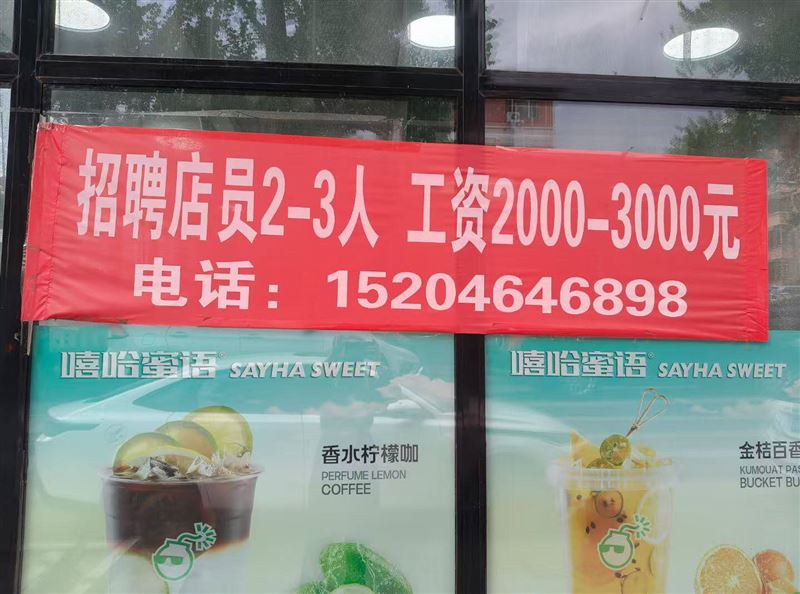 招聘店员2-3人 工资2000-3000元
电话：15204646898
嘻哈蜜语® SAYHA SWEET
嘻哈蜜语® SAYHA SWEET
香水柠檬咖
PERFUME LEMON
COFFEE
金桔百香
KUMOUAT PAS
BUCKET BU